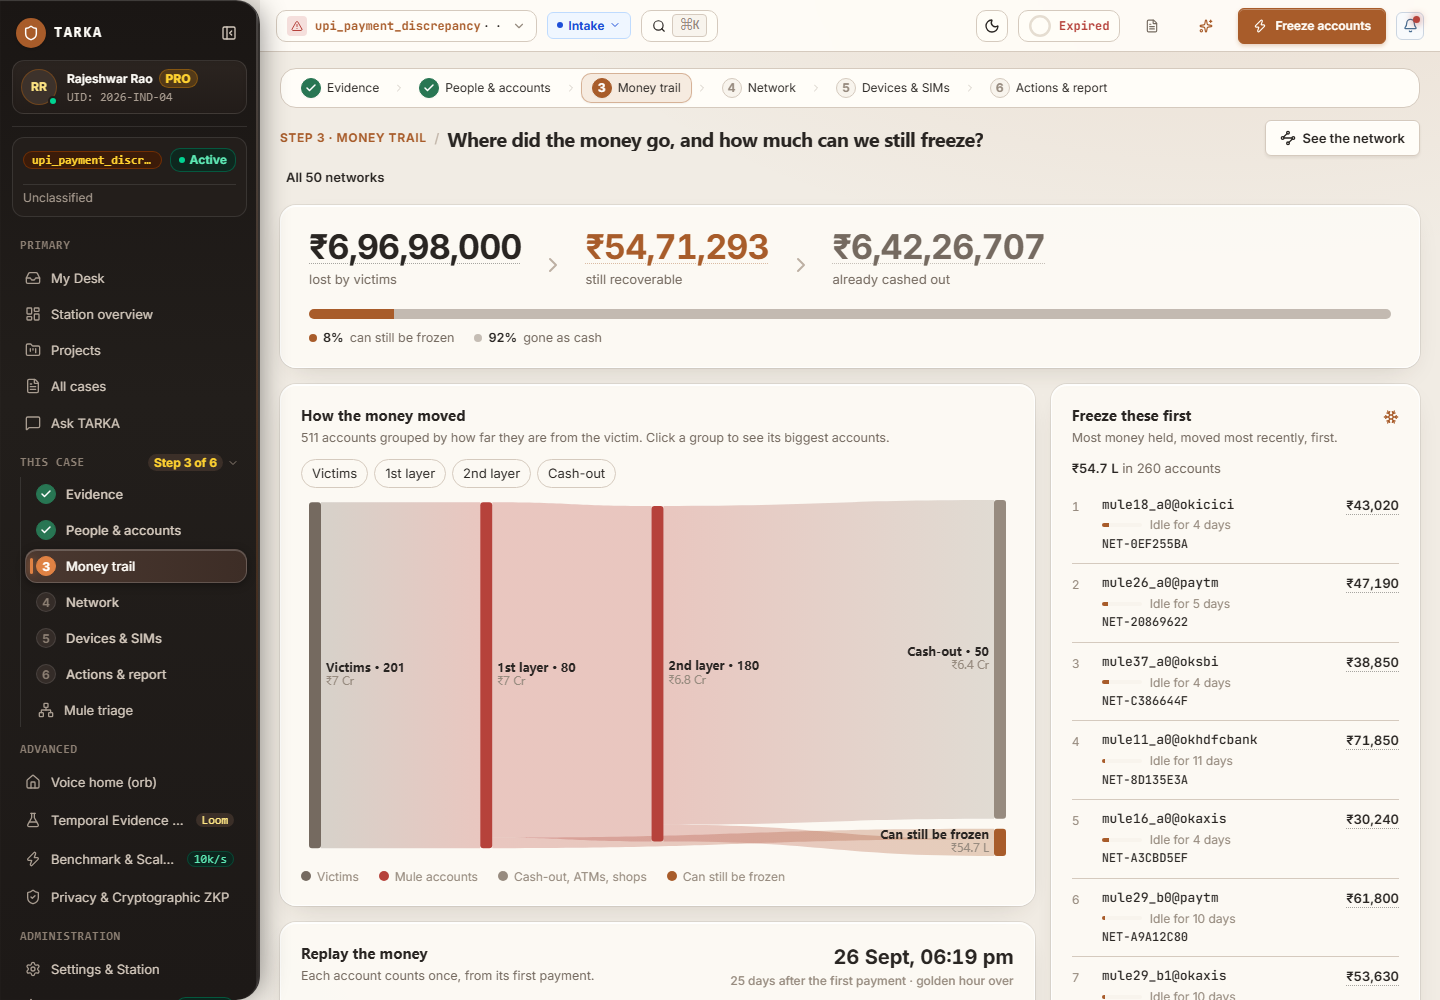 TARKA
RR
Rajeshwar Rao PRO
UID: 2026-IND-04
upi_payment_discr… Active
Unclassified
PRIMARY
My Desk
Station overview
Projects
All cases
Ask TARKA
THIS CASE Step 3 of 6
Evidence
People & accounts
3 Money trail
4 Network
5 Devices & SIMs
6 Actions & report
Mule triage
ADVANCED
Voice home (orb)
Temporal Evidence ... Loom
Benchmark & Scal... 10k/s
Privacy & Cryptographic ZKP
ADMINISTRATION
Settings & Station
upi_payment_discrepancy · · Intake ⌘K Expired Freeze accounts
Evidence People & accounts 3 Money trail 4 Network 5 Devices & SIMs 6 Actions & report
STEP 3 · MONEY TRAIL / Where did the money go, and how much can we still freeze? See the network
All 50 networks
₹6,96,98,000 ₹54,71,293 ₹6,42,26,707
lost by victims still recoverable already cashed out
8% can still be frozen 92% gone as cash
How the money moved
511 accounts grouped by how far they are from the victim. Click a group to see its biggest accounts.
Victims 1st layer 2nd layer Cash-out
Victims • 201
₹7 Cr
1st layer • 80
₹7 Cr
2nd layer • 180
₹6.8 Cr
Cash-out • 50
₹6.4 Cr
Can still be frozen
₹54.7 L
Victims Mule accounts Cash-out, ATMs, shops Can still be frozen
Replay the money 26 Sept, 06:19 pm
Each account counts once, from its first payment. 25 days after the first payment · golden hour over
Freeze these first
Most money held, moved most recently, first.
₹54.7 L in 260 accounts
1 mule18_a0@okicici ₹43,020
Idle for 4 days
NET-0EF255BA
2 mule26_a0@paytm ₹47,190
Idle for 5 days
NET-20869622
3 mule37_a0@oksbi ₹38,850
Idle for 4 days
NET-C386644F
4 mule11_a0@okhdfcbank ₹71,850
Idle for 11 days
NET-8D135E3A
5 mule16_a0@okaxis ₹30,240
Idle for 4 days
NET-A3CBD5EF
6 mule29_b0@paytm ₹61,800
Idle for 10 days
NET-A9A12C80
7 mule29_b1@okaxis ₹53,630
Idle for 10 days